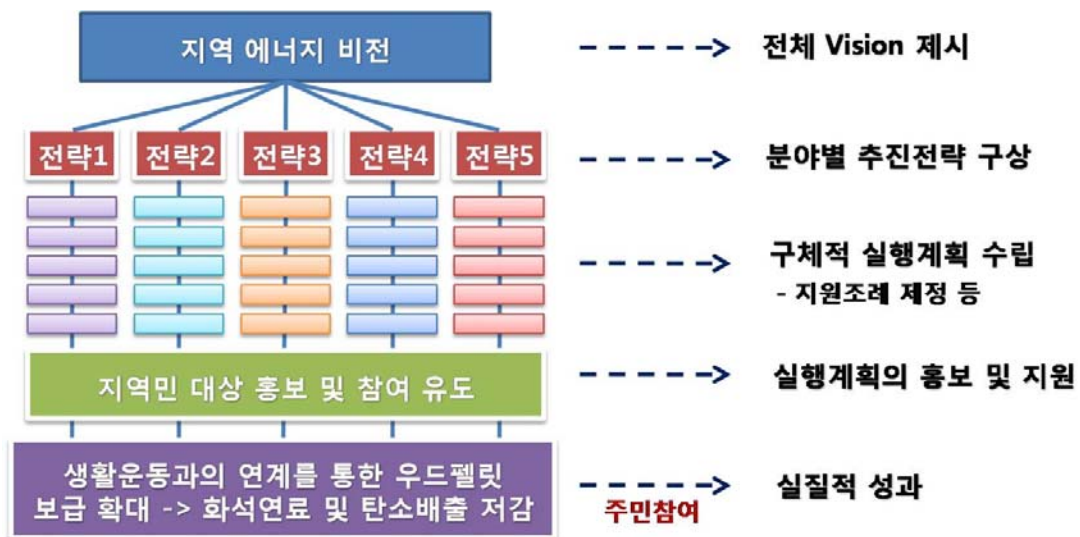 지역 에너지 비전
전체 Vision 제시
전략1 전략2 전략3 전략4 전략5
분야별 추진전략 구상
구체적 실행계획 수립
- 지원조례 제정 등
지역민 대상 홍보 및 참여 유도
실행계획의 홍보 및 지원
생활운동과의 연계를 통한 우드펠릿
보급 확대 -> 화석연료 및 탄소배출 저감
실질적 성과
주민참여